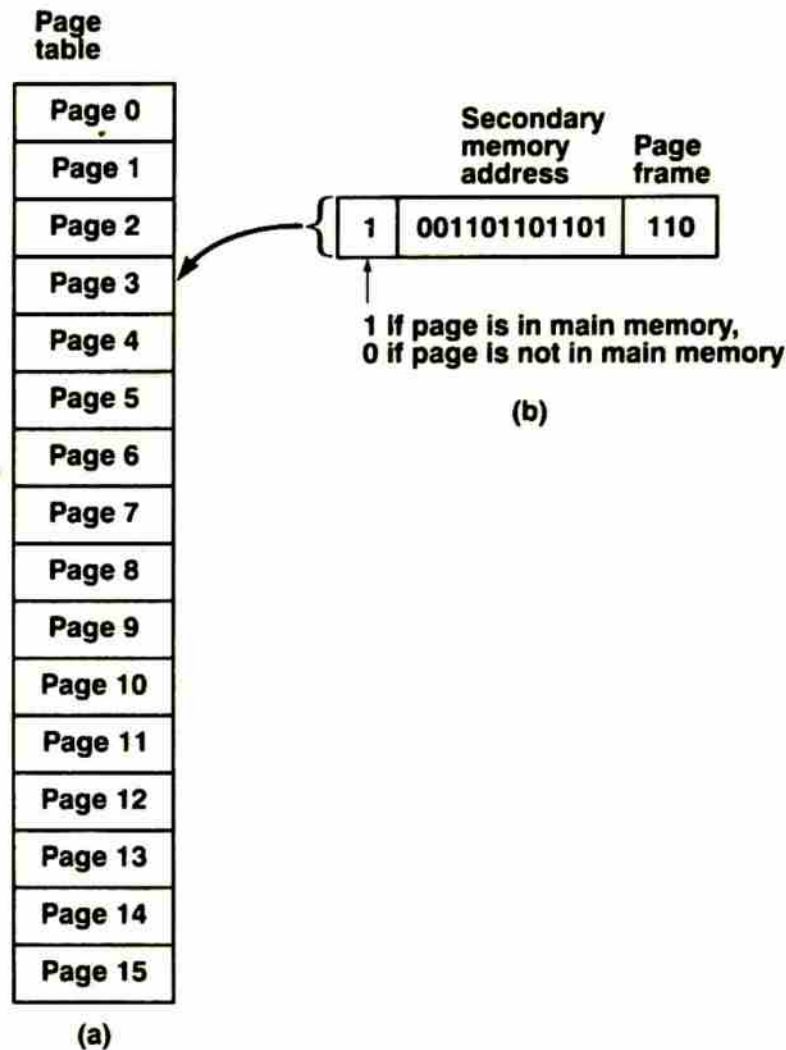 Page
table
Page 0
Page 1
Page 2
Page 3
Page 4
Page 5
Page 6
Page 7
Page 8
Page 9
Page 10
Page 11
Page 12
Page 13
Page 14
Page 15
(a)
Secondary
memory
address
Page
frame
1
001101101101
110
1 if page is in main memory,
0 if page is not in main memory
(b)